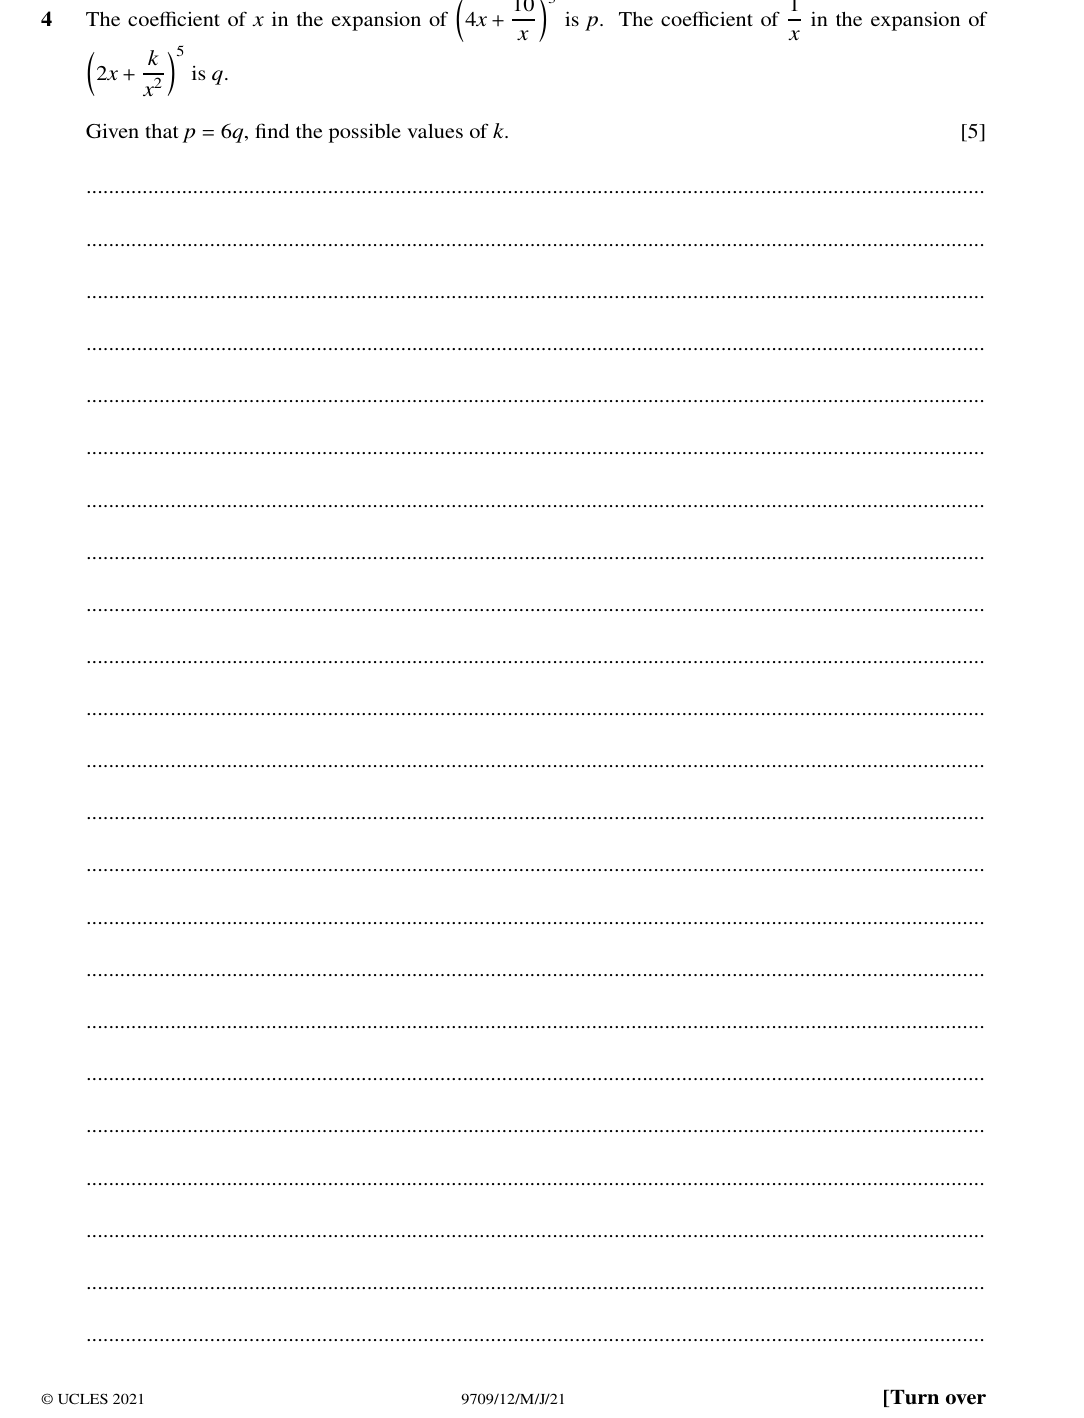 4 The coefficient of x in the expansion of (4x + 10/x) is p. The coefficient of 1/x in the expansion of
(2x + k/x²)⁵ is q.
Given that p = 6q, find the possible values of k. [5]
© UCLES 2021 9709/12/M/J/21 [Turn over